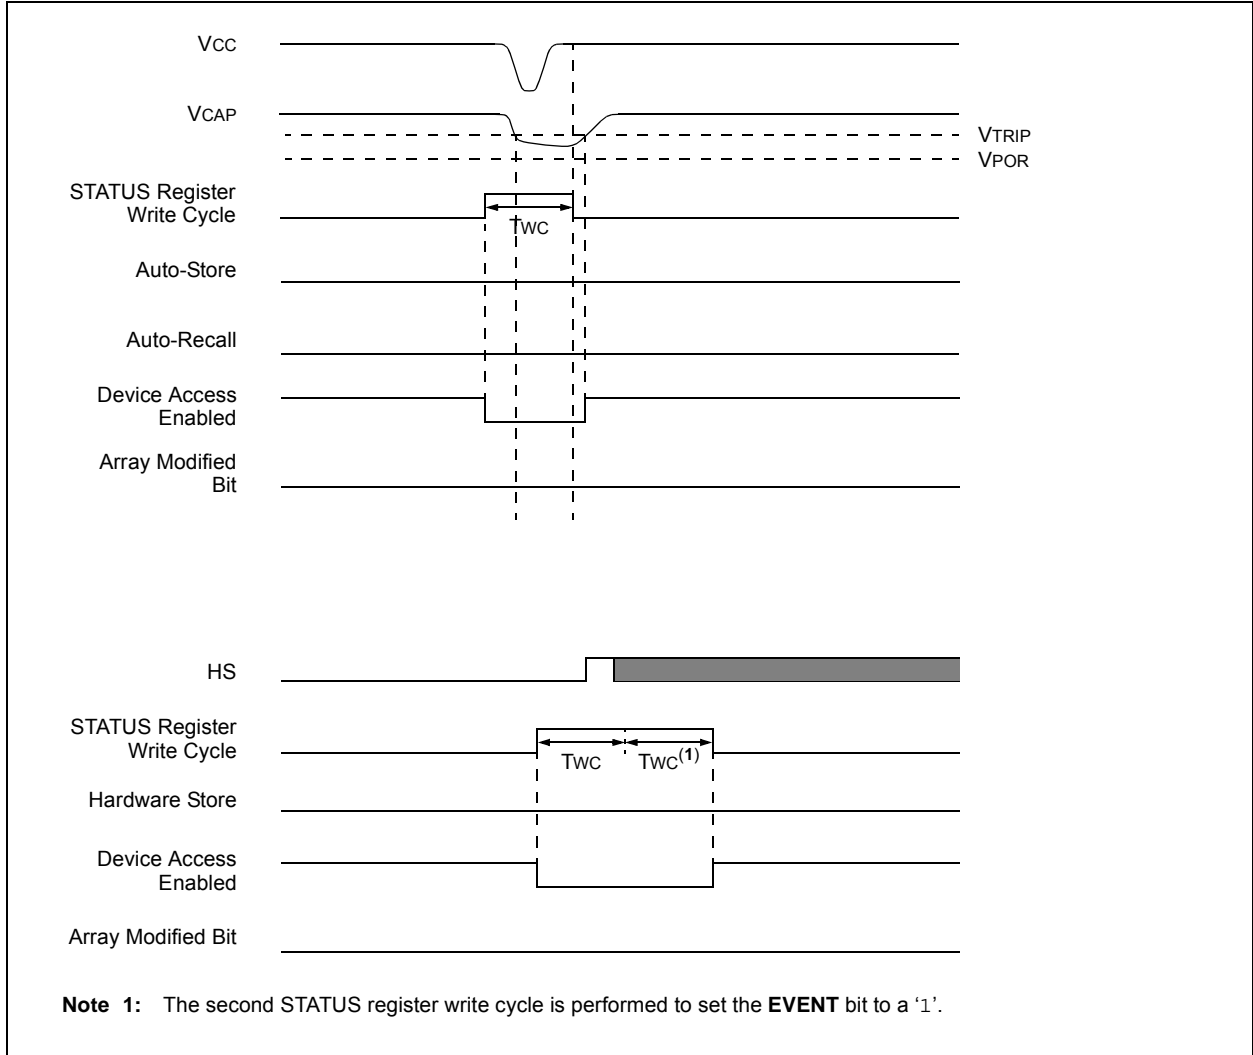 VCC
VCAP
VTRIP
VPOR
STATUS Register
Write Cycle
TWC
Auto-Store
Auto-Recall
Device Access
Enabled
Array Modified
Bit
HS
STATUS Register
Write Cycle
TWC TWC(1)
Hardware Store
Device Access
Enabled
Array Modified Bit
Note 1: The second STATUS register write cycle is performed to set the EVENT bit to a ‘1’.